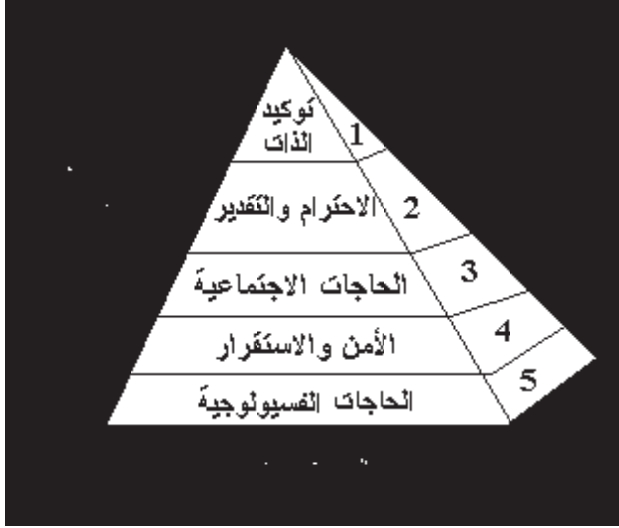 توكيد
الذات
1
الاحترام والتقدير
2
الحاجات الاجتماعية
3
الأمن والاستقرار
4
الحاجات الفسيولوجية
5